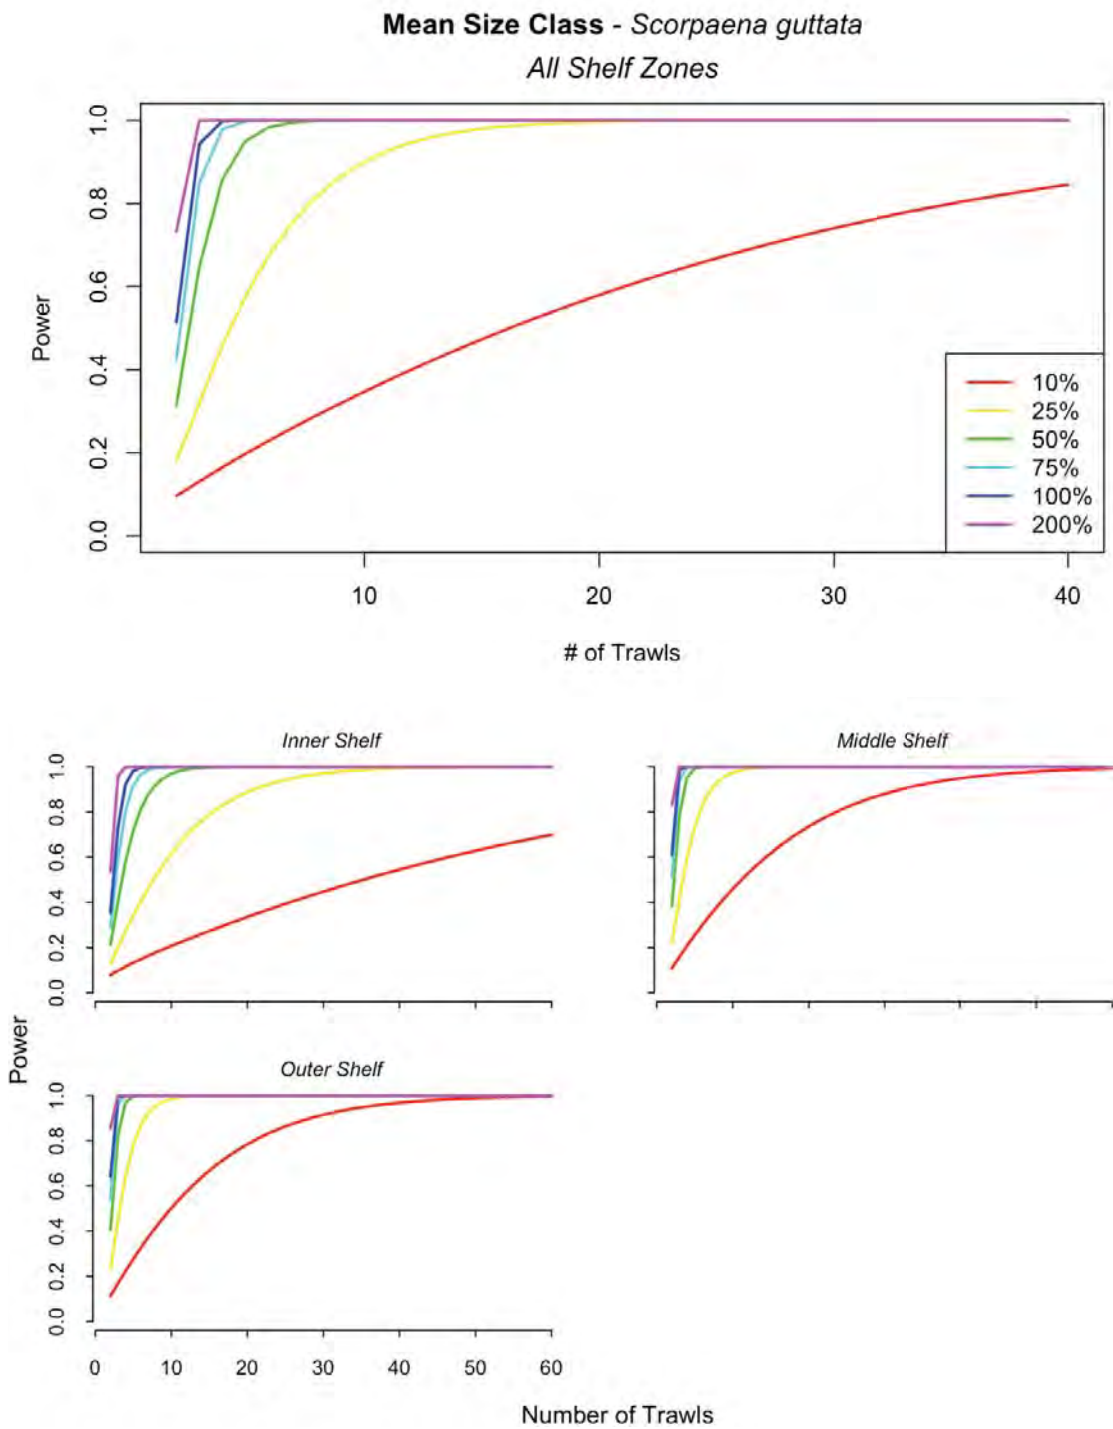 Mean Size Class - Scorpaena guttata
All Shelf Zones
1.0
0.8
0.6
0.4
0.2
0.0
Power
10%
25%
50%
75%
100%
200%
10 20 30 40
# of Trawls
Inner Shelf
1.0
0.8
0.6
0.4
0.2
0.0
Middle Shelf
1.0
0.8
0.6
0.4
0.2
0.0
Power
Outer Shelf
1.0
0.8
0.6
0.4
0.2
0.0
0 10 20 30 40 50 60
Number of Trawls